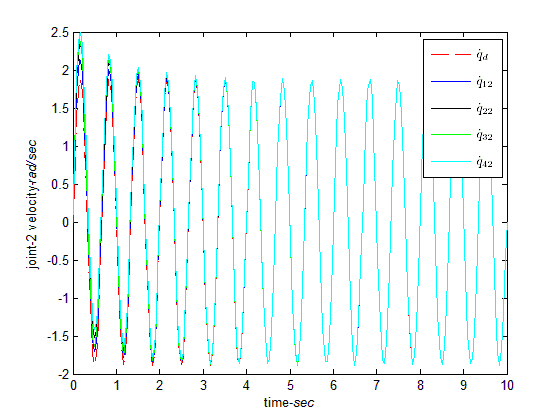 2.5
2
1.5
1
0.5
0
-0.5
-1
-1.5
-2
0 1 2 3 4 5 6 7 8 9 10
joint-2 velocity-rad/sec
time-sec
q̇d
q̇12
q̇22
q̇32
q̇42